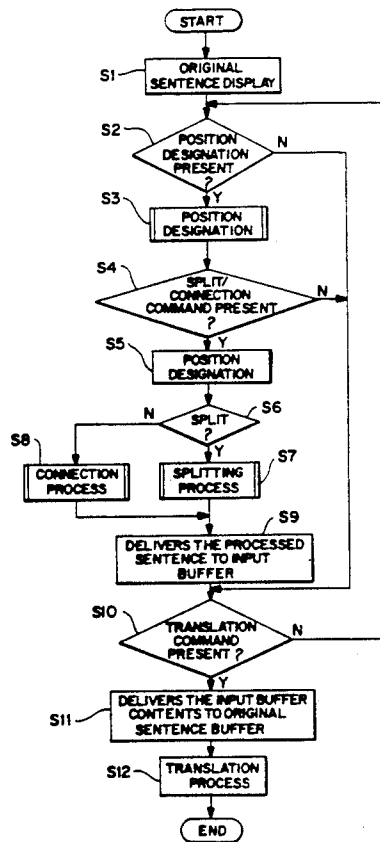 START
S1
ORIGINAL
SENTENCE DISPLAY
S2
POSITION
DESIGNATION
PRESENT
?
N
Y
S3
POSITION
DESIGNATION
S4
SPLIT/
CONNECTION
COMMAND PRESENT
?
N
Y
S5
POSITION
DESIGNATION
N
SPLIT
?
S6
Y
S8
CONNECTION
PROCESS
SPLITTING
PROCESS
S7
S9
DELIVERS THE PROCESSED
SENTENCE TO INPUT
BUFFER
S10
TRANSLATION
COMMAND
PRESENT?
N
Y
S11
DELIVERS THE INPUT BUFFER
CONTENTS TO ORIGINAL
SENTENCE BUFFER
S12
TRANSLATION
PROCESS
END